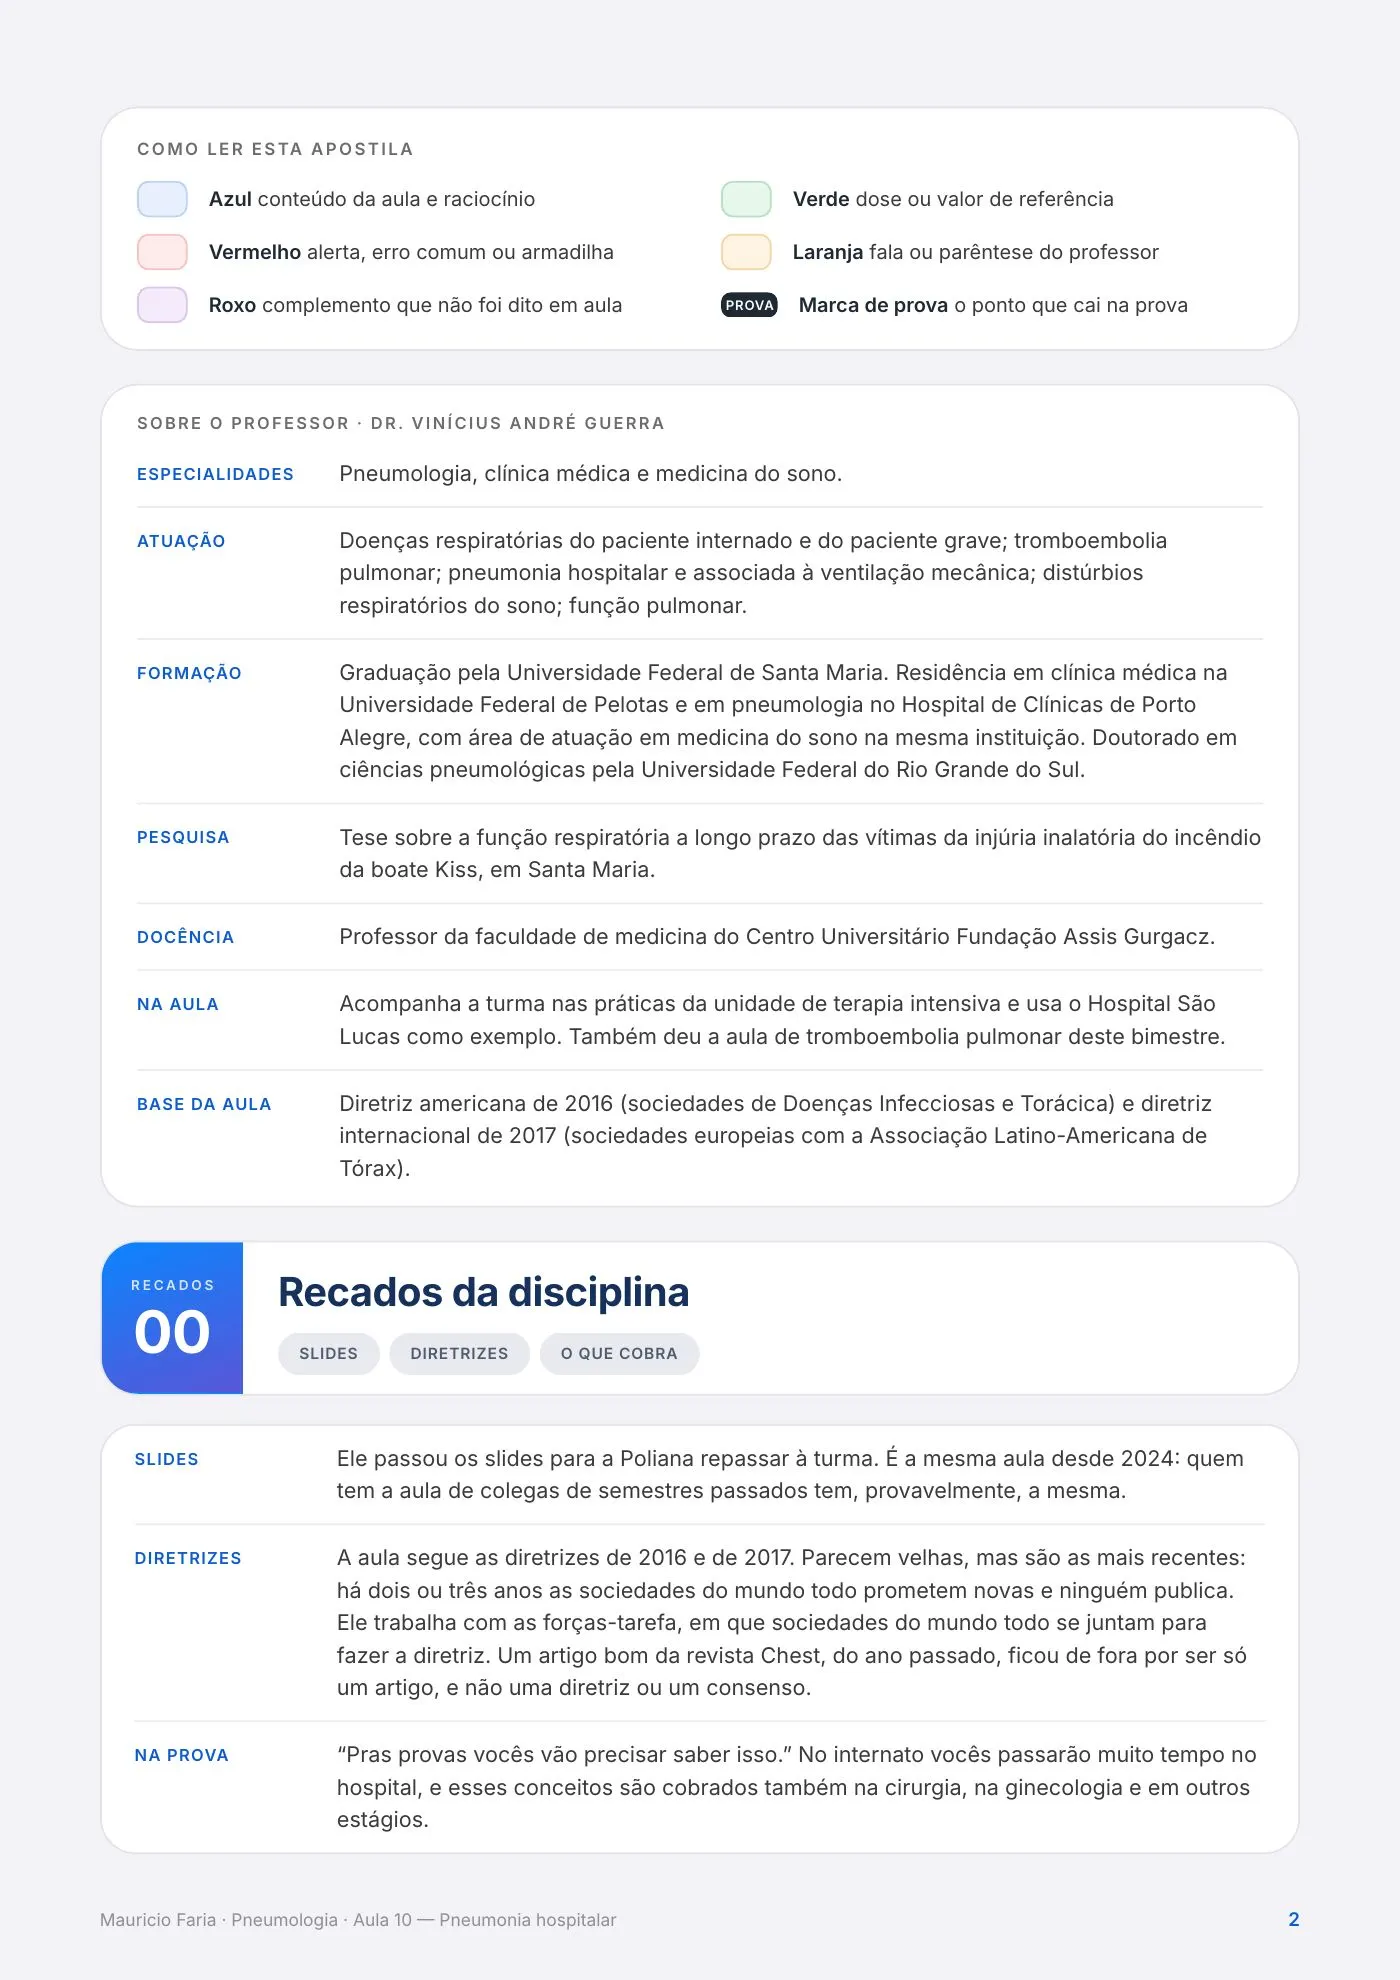 COMO LER ESTA APOSTILA
Azul conteúdo da aula e raciocínio
Verde dose ou valor de referência
Vermelho alerta, erro comum ou armadilha
Laranja fala ou parêntese do professor
Roxo complemento que não foi dito em aula
PROVA Marca de prova o ponto que cai na prova
SOBRE O PROFESSOR · DR. VINÍCIUS ANDRÉ GUERRA
ESPECIALIDADES Pneumologia, clínica médica e medicina do sono.
ATUAÇÃO Doenças respiratórias do paciente internado e do paciente grave; tromboembolia
pulmonar; pneumonia hospitalar e associada à ventilação mecânica; distúrbios
respiratórios do sono; função pulmonar.
FORMAÇÃO Graduação pela Universidade Federal de Santa Maria. Residência em clínica médica na
Universidade Federal de Pelotas e em pneumologia no Hospital de Clínicas de Porto
Alegre, com área de atuação em medicina do sono na mesma instituição. Doutorado em
ciências pneumológicas pela Universidade Federal do Rio Grande do Sul.
PESQUISA Tese sobre a função respiratória a longo prazo das vítimas da injúria inalatória do incêndio
da boate Kiss, em Santa Maria.
DOCÊNCIA Professor da faculdade de medicina do Centro Universitário Fundação Assis Gurgacz.
NA AULA Acompanha a turma nas práticas da unidade de terapia intensiva e usa o Hospital São
Lucas como exemplo. Também deu a aula de tromboembolia pulmonar deste bimestre.
BASE DA AULA Diretriz americana de 2016 (sociedades de Doenças Infecciosas e Torácica) e diretriz
internacional de 2017 (sociedades europeias com a Associação Latino-Americana de
Tórax).
RECADOS
00
Recados da disciplina
SLIDES DIRETRIZES O QUE COBRA
SLIDES Ele passou os slides para a Poliana repassar à turma. É a mesma aula desde 2024: quem
tem a aula de colegas de semestres passados tem, provavelmente, a mesma.
DIRETRIZES A aula segue as diretrizes de 2016 e de 2017. Parecem velhas, mas são as mais recentes:
há dois ou três anos as sociedades do mundo todo prometem novas e ninguém publica.
Ele trabalha com as forças-tarefa, em que sociedades do mundo todo se juntam para
fazer a diretriz. Um artigo bom da revista Chest, do ano passado, ficou de fora por ser só
um artigo, e não uma diretriz ou um consenso.
NA PROVA “Pras provas vocês vão precisar saber isso.” No internato vocês passarão muito tempo no
hospital, e esses conceitos são cobrados também na cirurgia, na ginecologia e em outros
estágios.
Mauricio Faria · Pneumologia · Aula 10 — Pneumonia hospitalar
2